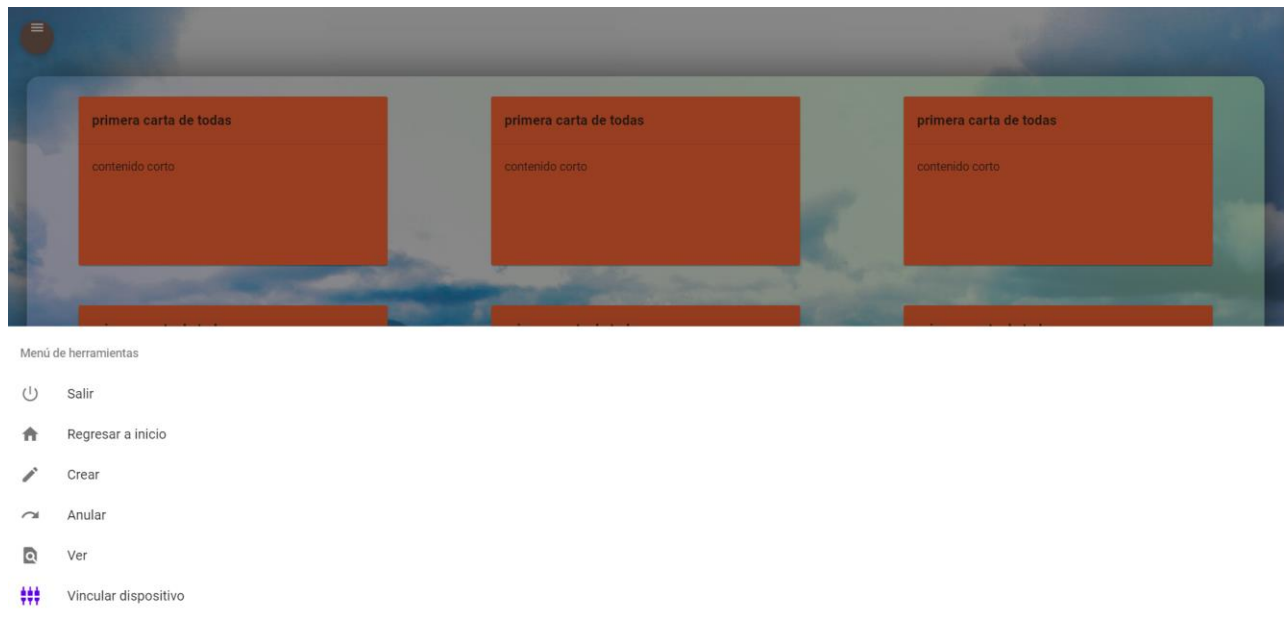 primera carta de todas primera carta de todas primera carta de todas
contenido corto contenido corto contenido corto
Menú de herramientas
Salir
Regresar a inicio
Crear
Anular
Ver
Vincular dispositivo